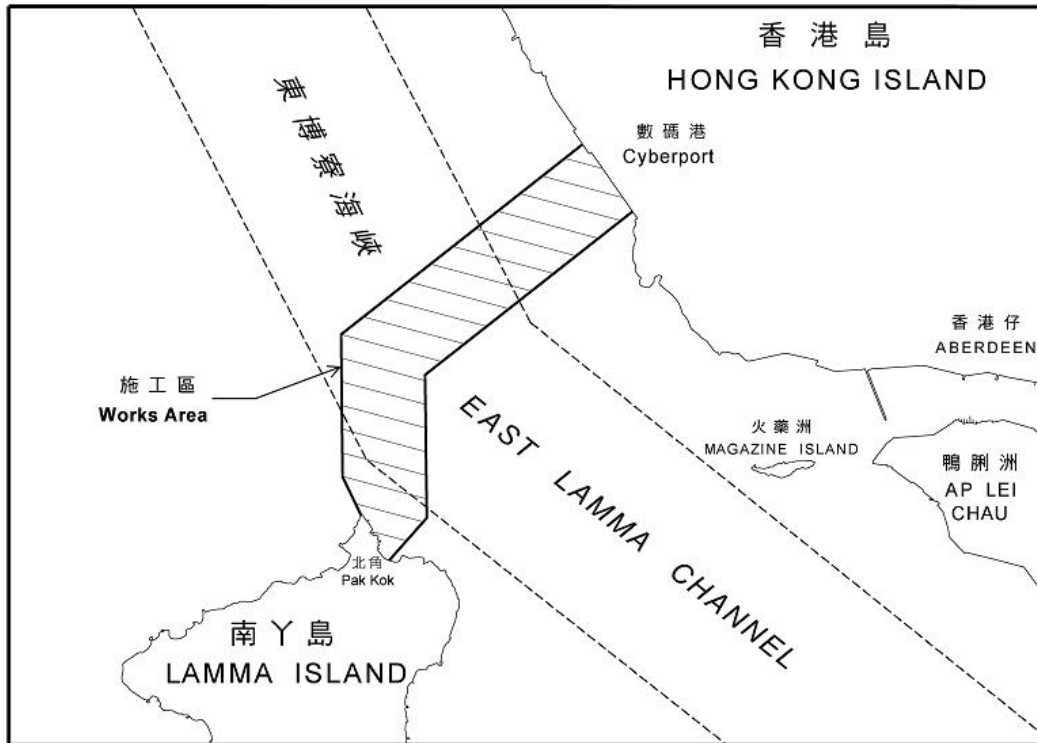 香港島
HONG KONG ISLAND
東博寮海峽
數碼港
Cyberport
香港仔
ABERDEEN
施工區
Works Area
火藥洲
MAGAZINE ISLAND
鴨脷洲
AP LEI
CHAU
EAST LAMMA CHANNEL
北角
Pak Kok
南丫島
LAMMA ISLAND